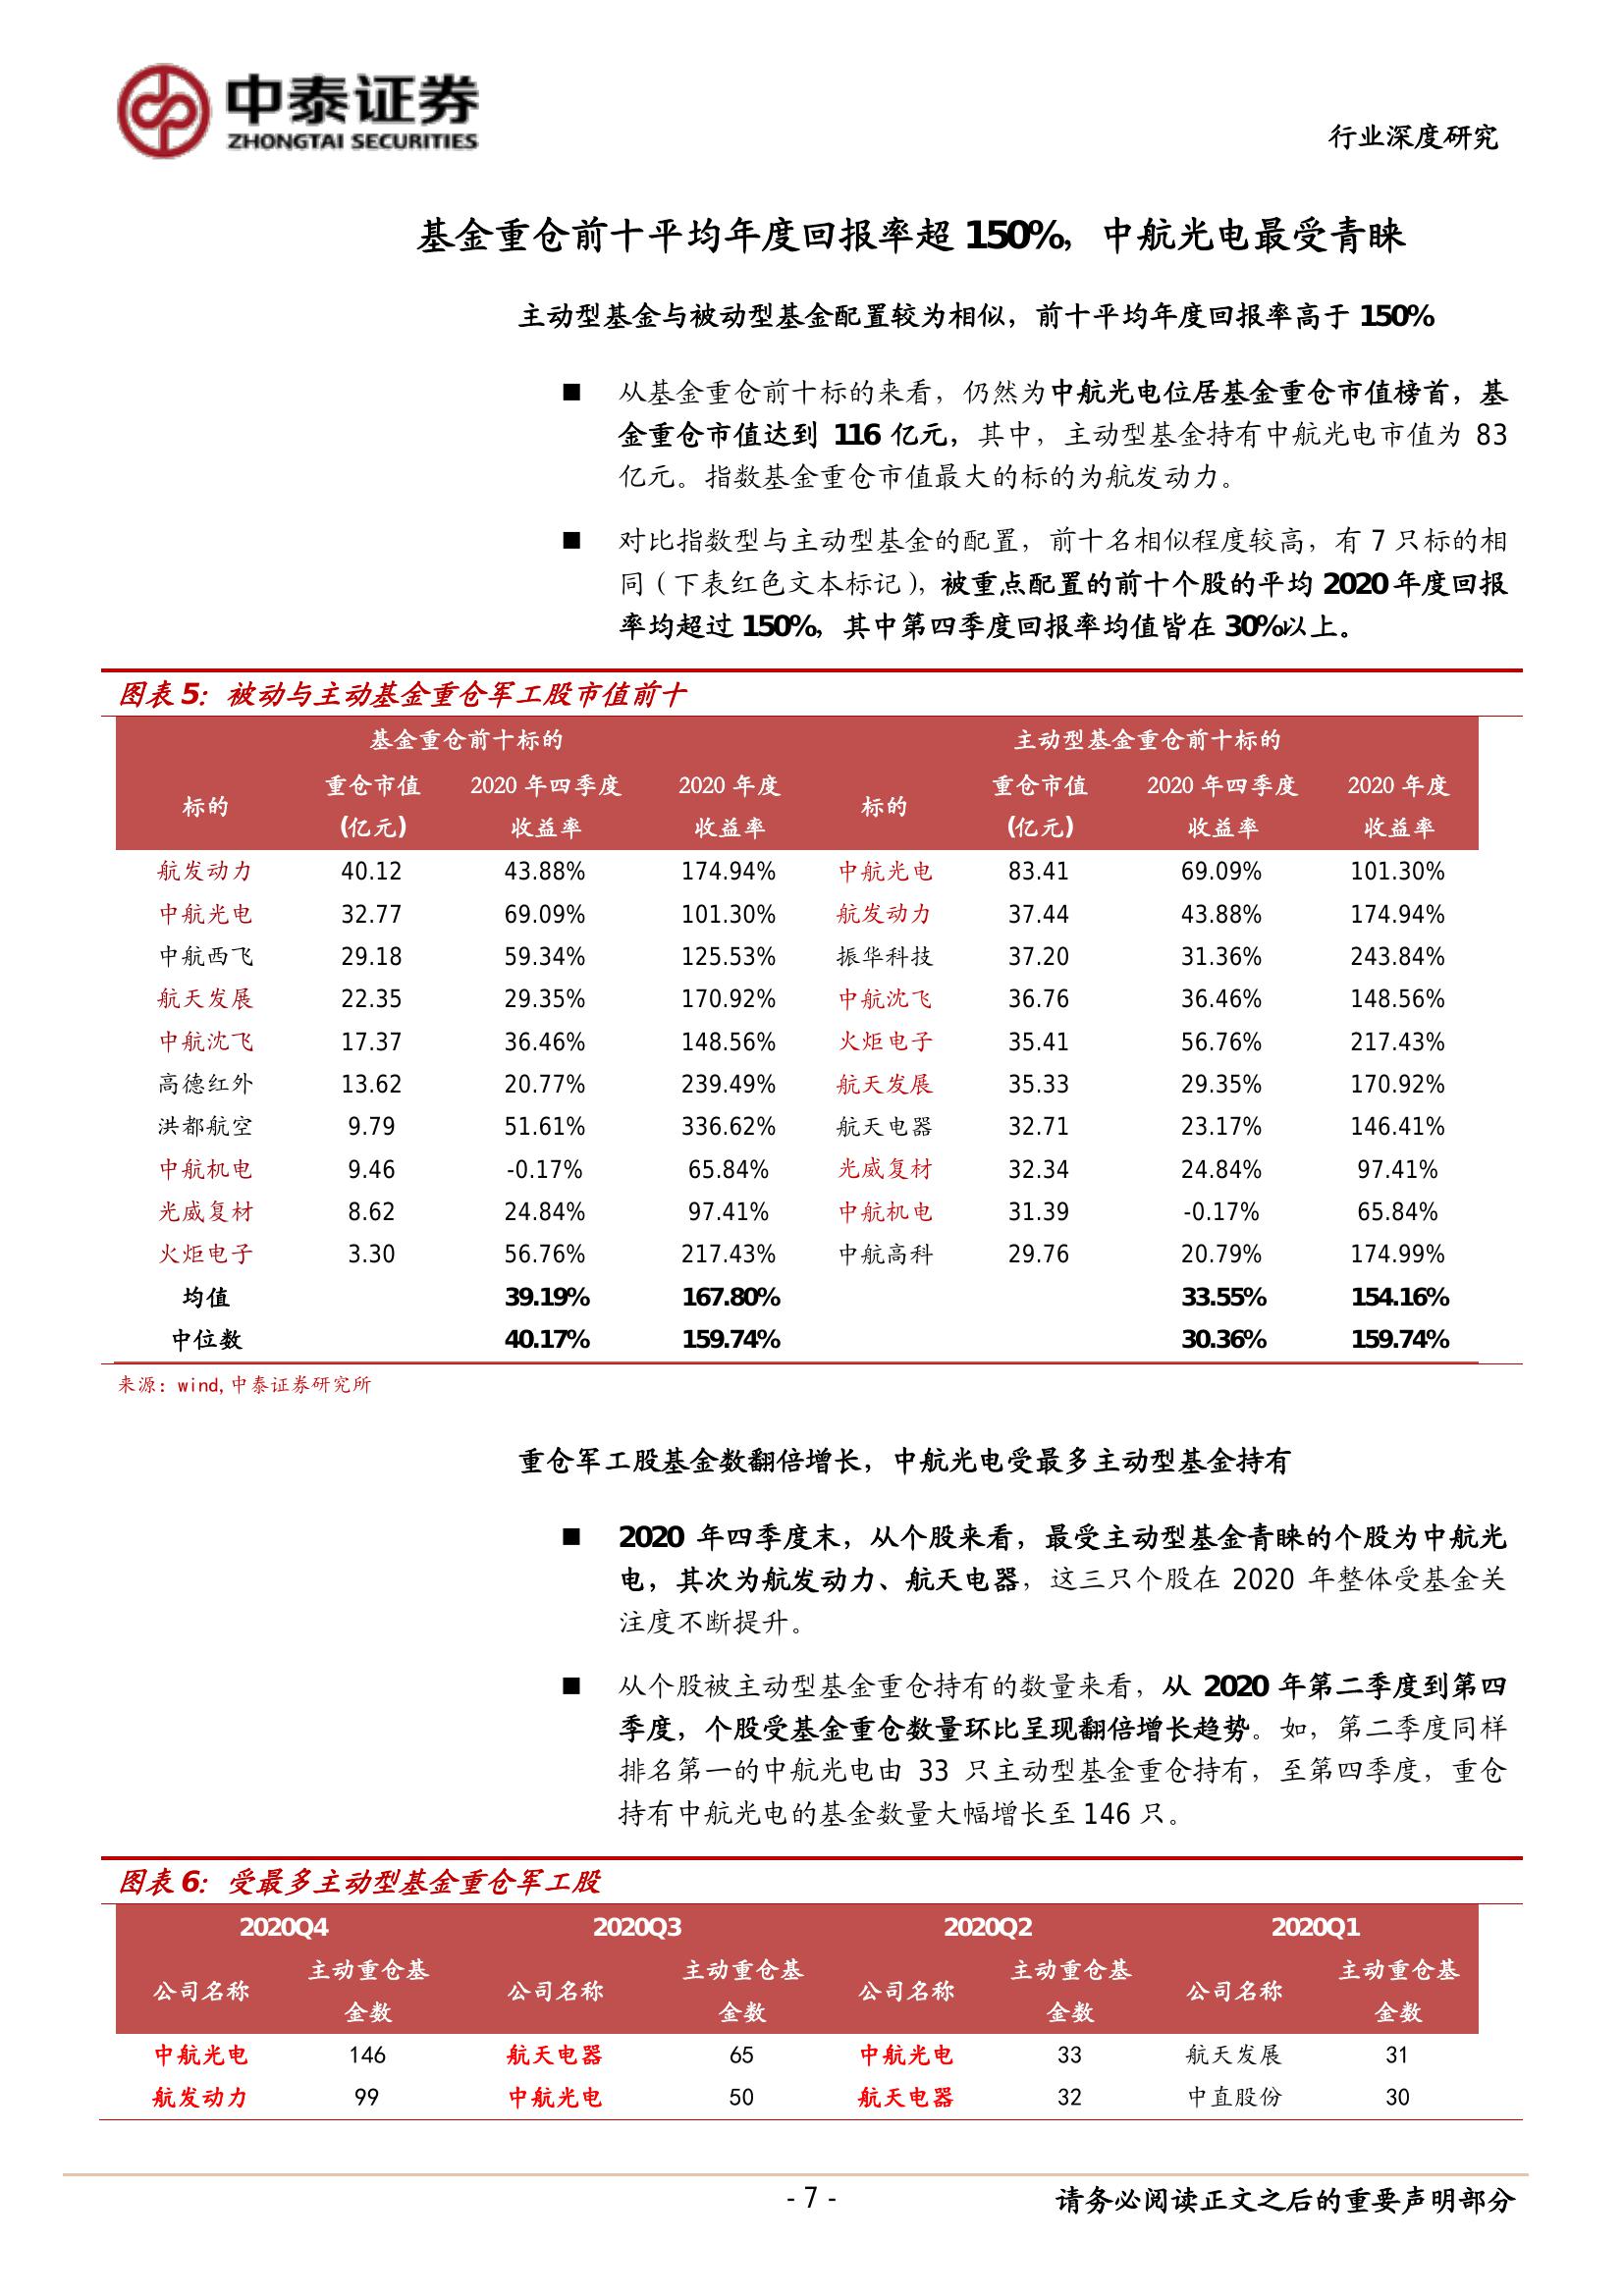 中泰证券
ZHONGTAI SECURITIES
行业深度研究
基金重仓前十平均年度回报率超 150%，中航光电最受青睐
主动型基金与被动型基金配置较为相似，前十平均年度回报率高于 150%
■ 从基金重仓前十标的来看，仍然为中航光电位居基金重仓市值榜首，基
金重仓市值达到 116 亿元，其中，主动型基金持有中航光电市值为 83
亿元。指数基金重仓市值最大的标的为航发动力。
■ 对比指数型与主动型基金的配置，前十名相似程度较高，有 7 只标的相
同（下表红色文本标记），被重点配置的前十个股的平均 2020 年度回报
率均超过 150%，其中第四季度回报率均值皆在 30%以上。
图表 5：被动与主动基金重仓军工股市值前十
基金重仓前十标的 主动型基金重仓前十标的
标的 重仓市值 2020 年四季度 2020 年度 标的 重仓市值 2020 年四季度 2020 年度
(亿元) 收益率 收益率 (亿元) 收益率 收益率
航发动力 40.12 43.88% 174.94% 中航光电 83.41 69.09% 101.30%
中航光电 32.77 69.09% 101.30% 航发动力 37.44 43.88% 174.94%
中航西飞 29.18 59.34% 125.53% 振华科技 37.20 31.36% 243.84%
航天发展 22.35 29.35% 170.92% 中航沈飞 36.76 36.46% 148.56%
中航沈飞 17.37 36.46% 148.56% 火炬电子 35.41 56.76% 217.43%
高德红外 13.62 20.77% 239.49% 航天发展 35.33 29.35% 170.92%
洪都航空 9.79 51.61% 336.62% 航天电器 32.71 23.17% 146.41%
中航机电 9.46 -0.17% 65.84% 光威复材 32.34 24.84% 97.41%
光威复材 8.62 24.84% 97.41% 中航机电 31.39 -0.17% 65.84%
火炬电子 3.30 56.76% 217.43% 中航高科 29.76 20.79% 174.99%
均值 39.19% 167.80% 33.55% 154.16%
中位数 40.17% 159.74% 30.36% 159.74%
来源：wind,中泰证券研究所
重仓军工股基金数翻倍增长，中航光电受最多主动型基金持有
■ 2020 年四季度末，从个股来看，最受主动型基金青睐的个股为中航光
电，其次为航发动力、航天电器，这三只个股在 2020 年整体受基金关
注度不断提升。
■ 从个股被主动型基金重仓持有的数量来看，从 2020 年第二季度到第四
季度，个股受基金重仓数量环比呈现翻倍增长趋势。如，第二季度同样
排名第一的中航光电由 33 只主动型基金重仓持有，至第四季度，重仓
持有中航光电的基金数量大幅增长至 146 只。
图表 6：受最多主动型基金重仓军工股
2020Q4 2020Q3 2020Q2 2020Q1
公司名称 主动重仓基 公司名称 主动重仓基 公司名称 主动重仓基 公司名称 主动重仓基
金数 金数 金数 金数
中航光电 146 航天电器 65 中航光电 33 航天发展 31
航发动力 99 中航光电 50 航天电器 32 中直股份 30
- 7 -
请务必阅读正文之后的重要声明部分